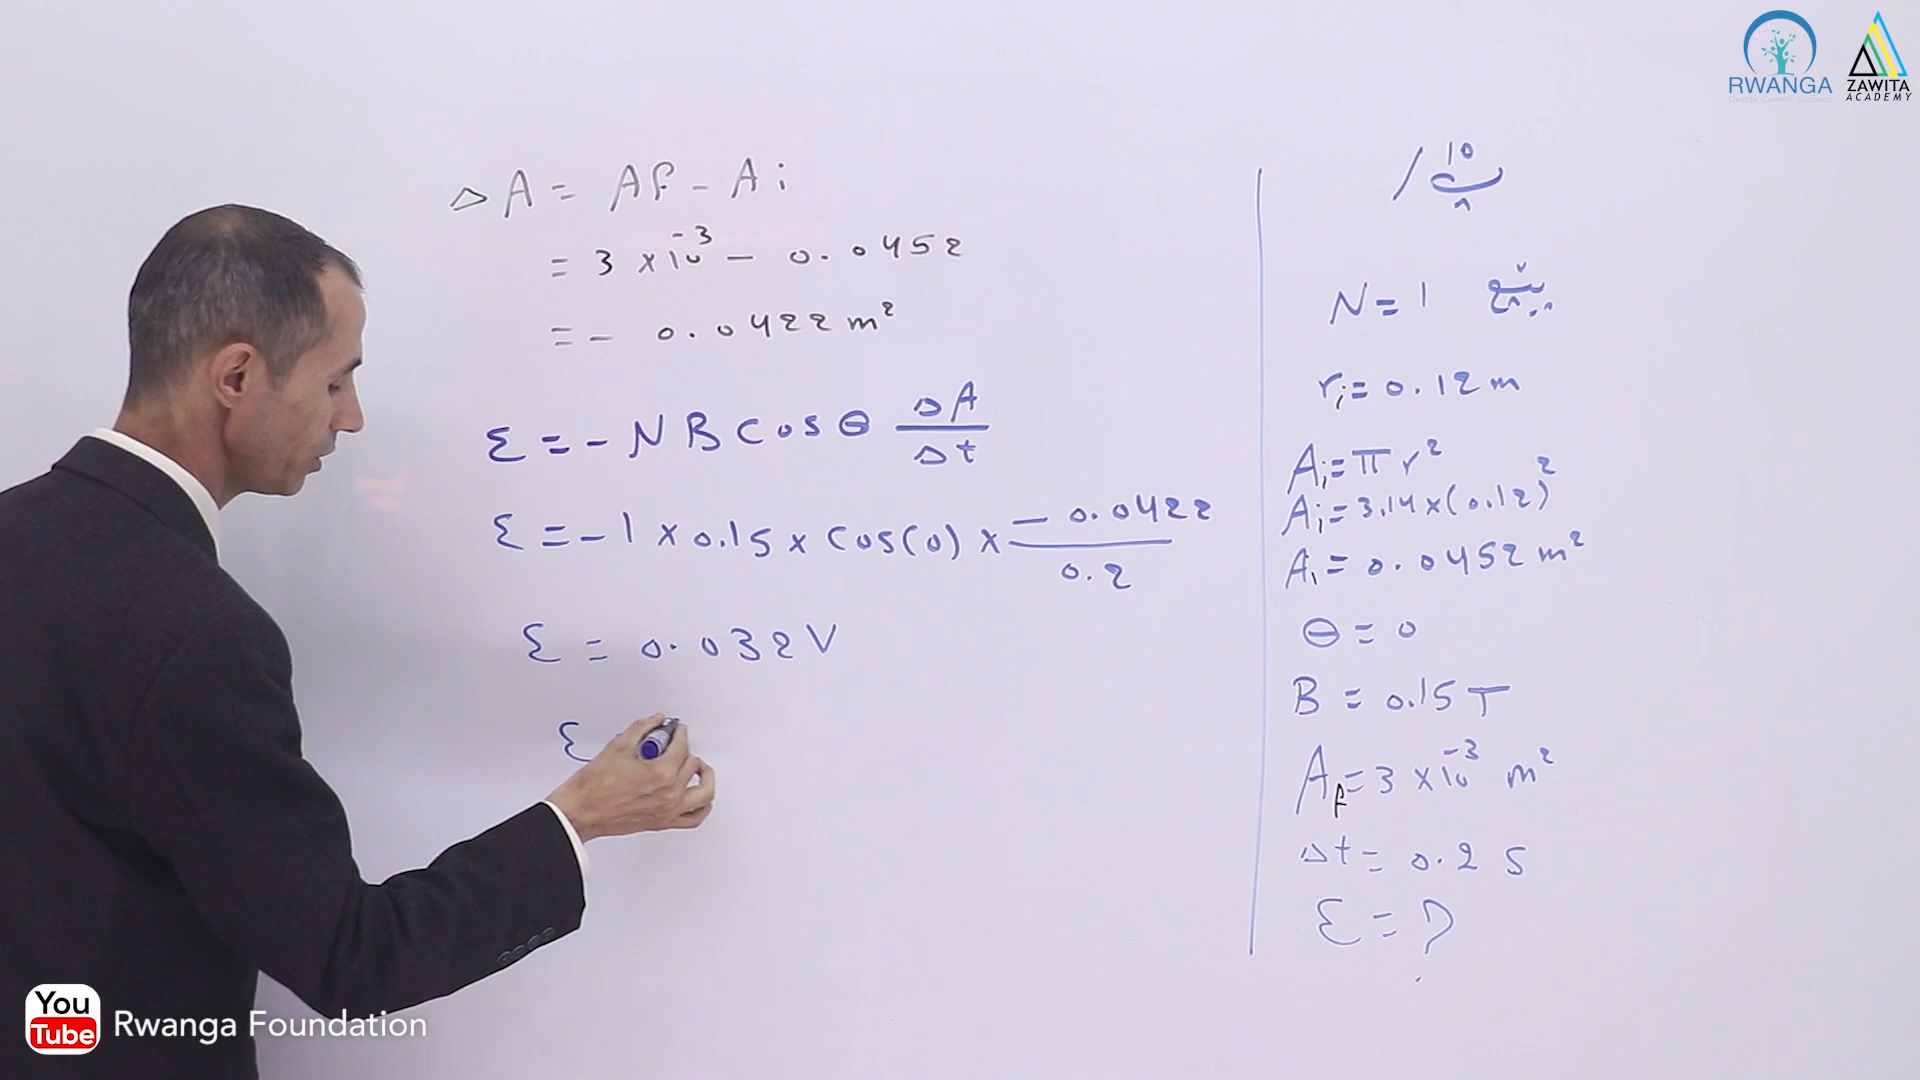 RWANGA
ZAWITA
ACADEMY
ΔA = Af - Ai
= 3 × 10⁻³ - 0.0452
= - 0.0422 m²
Ɛ = - N B Cos θ ΔA/Δt
Ɛ = - 1 × 0.15 × Cos(0) × - 0.0422/0.2
Ɛ = 0.032 V
Ɛ
10
N = 1
rᵢ = 0.12 m
Aᵢ = π r²
Aᵢ = 3.14 × (0.12)²
Aᵢ = 0.0452 m²
θ = 0
B = 0.15 T
A_f = 3 × 10⁻³ m²
Δt = 0.2 S
Ɛ = ?
You
Tube
Rwanga Foundation